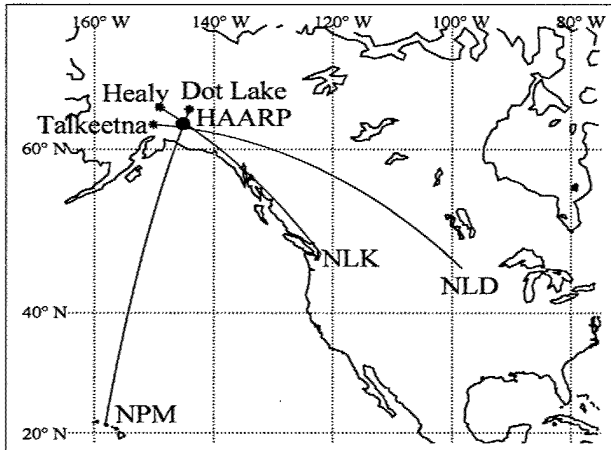 160° W 140° W 120° W 100° W 80° W
Healy Dot Lake
Talkeetna HAARP
60° N
NLK
NLD
40° N
NPM
20° N